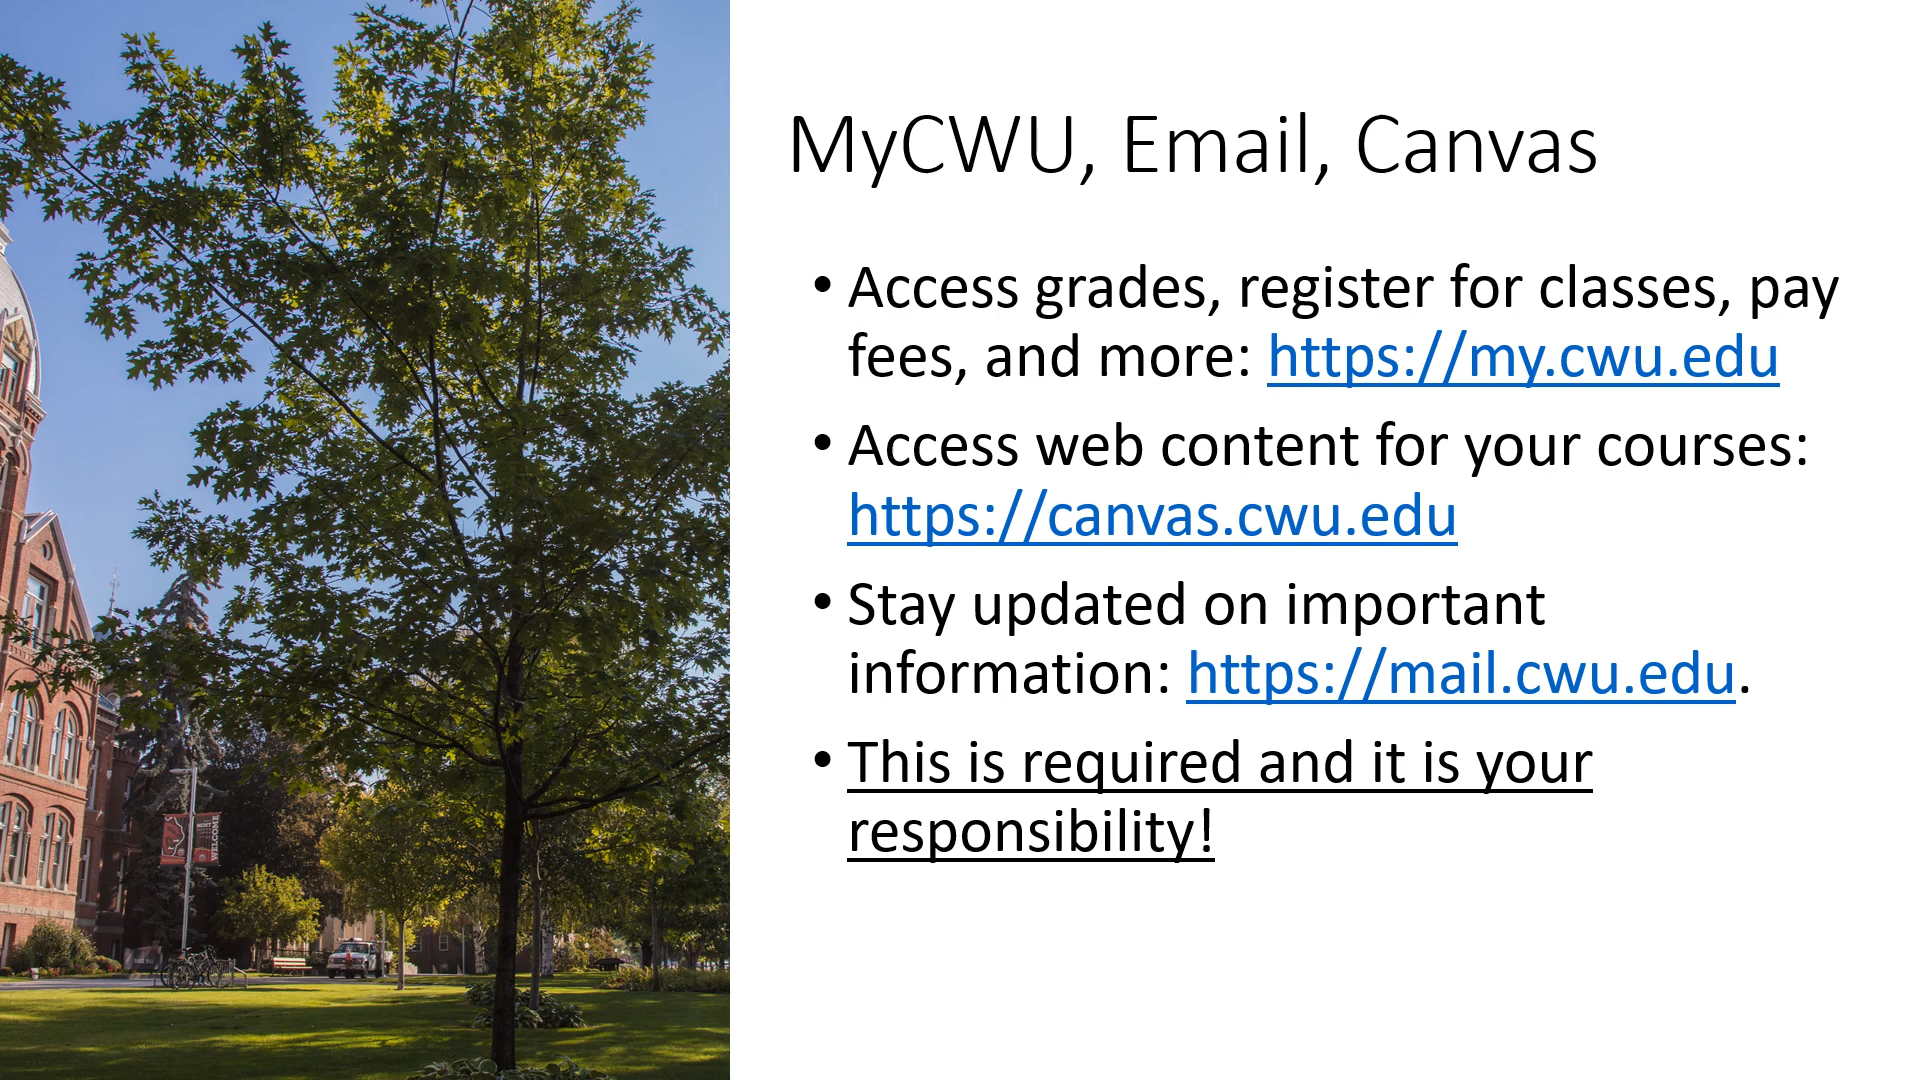 MyCWU, Email, Canvas
• Access grades, register for classes, pay
fees, and more: https://my.cwu.edu
• Access web content for your courses:
https://canvas.cwu.edu
• Stay updated on important
information: https://mail.cwu.edu.
• This is required and it is your
responsibility!
WELCOME